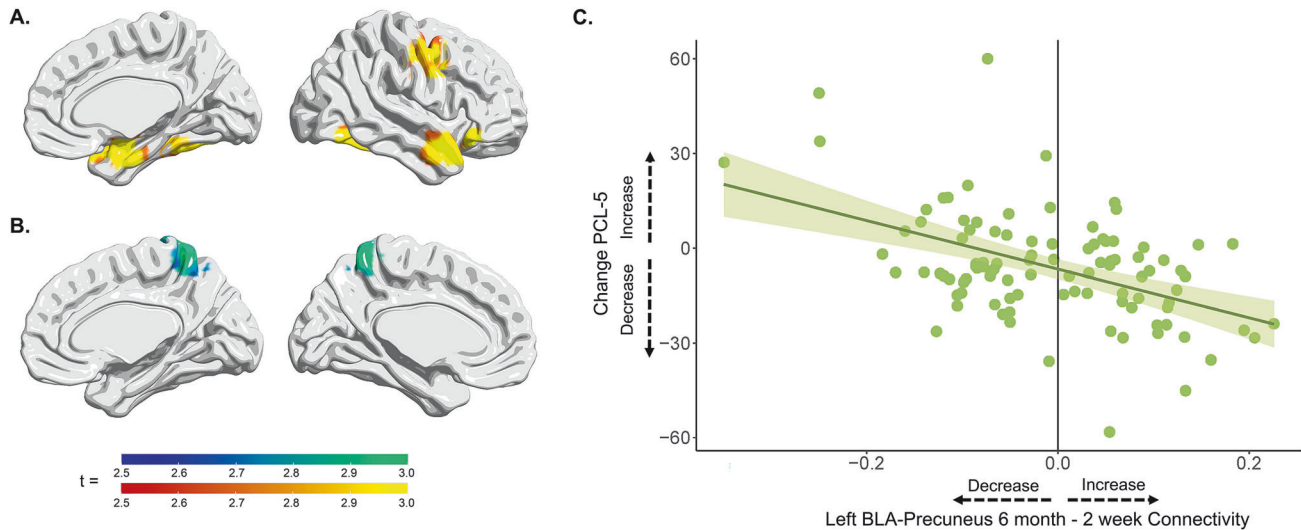 A.
B.
t =
2.5 2.6 2.7 2.8 2.9 3.0
2.5 2.6 2.7 2.8 2.9 3.0
C.
60
30
0
−30
−60
Change PCL-5
Decrease Increase
−0.2 0.0 0.2
Decrease Increase
Left BLA-Precuneus 6 month - 2 week Connectivity